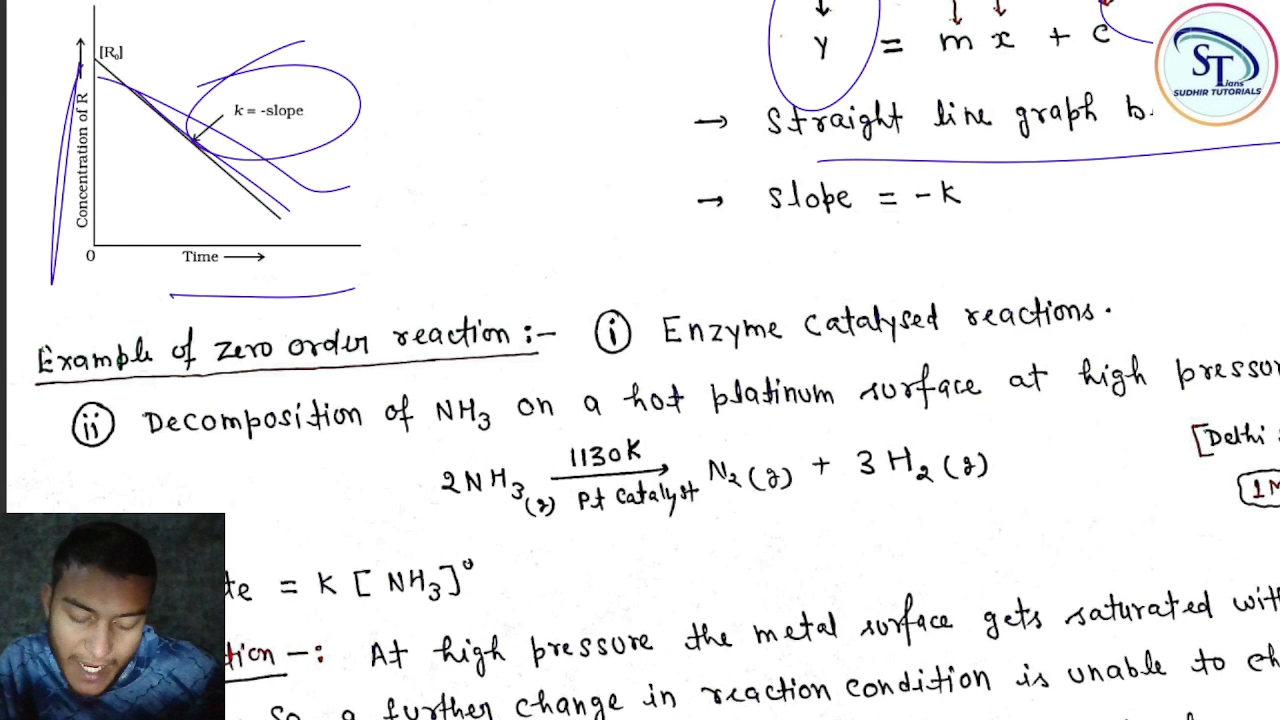 [R₀]
Concentration of R
k = -slope
0
Time
y = m x + c
ST
ians
SUDHIR TUTORIALS
→ Straight line graph
→ Slope = -K
Example of zero order reaction :- (i) Enzyme catalysed reactions.
(ii) Decomposition of NH₃ on a hot platinum surface at high pressur
[Delhi
2NH₃(g) 1130K Pt catalyst N₂(g) + 3H₂(g)
1M
te = K [NH₃]⁰
tion -: At high pressure the metal surface gets saturated wit
So a further change in reaction condition is unable to ch